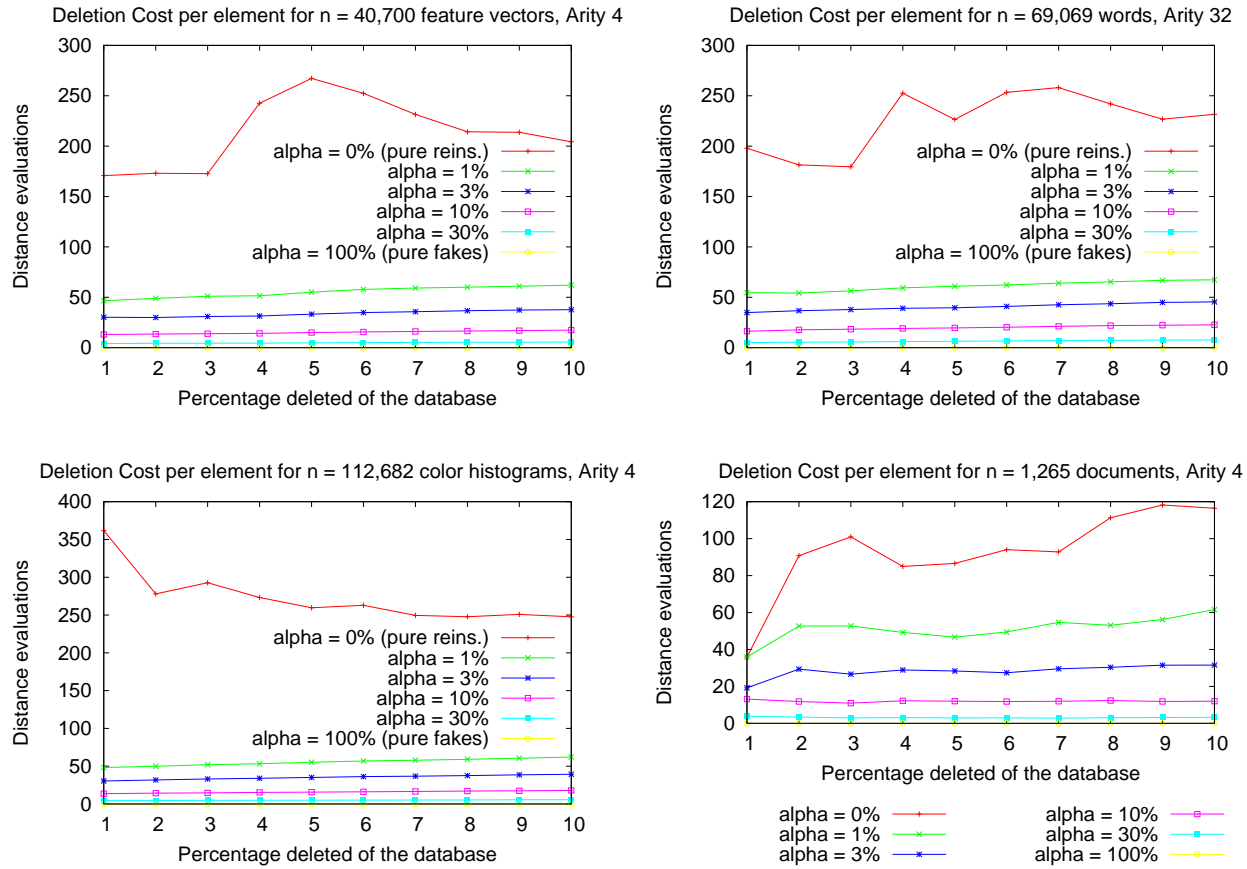 Deletion Cost per element for n = 40,700 feature vectors, Arity 4
300
250
200
150
100
50
0
Distance evaluations
alpha = 0% (pure reins.)
alpha = 1%
alpha = 3%
alpha = 10%
alpha = 30%
alpha = 100% (pure fakes)
1 2 3 4 5 6 7 8 9 10
Percentage deleted of the database
Deletion Cost per element for n = 69,069 words, Arity 32
300
250
200
150
100
50
0
Distance evaluations
alpha = 0% (pure reins.)
alpha = 1%
alpha = 3%
alpha = 10%
alpha = 30%
alpha = 100% (pure fakes)
1 2 3 4 5 6 7 8 9 10
Percentage deleted of the database
Deletion Cost per element for n = 112,682 color histograms, Arity 4
400
350
300
250
200
150
100
50
0
Distance evaluations
alpha = 0% (pure reins.)
alpha = 1%
alpha = 3%
alpha = 10%
alpha = 30%
alpha = 100% (pure fakes)
1 2 3 4 5 6 7 8 9 10
Percentage deleted of the database
Deletion Cost per element for n = 1,265 documents, Arity 4
120
100
80
60
40
20
0
Distance evaluations
1 2 3 4 5 6 7 8 9 10
Percentage deleted of the database
alpha = 0%
alpha = 1%
alpha = 3%
alpha = 10%
alpha = 30%
alpha = 100%